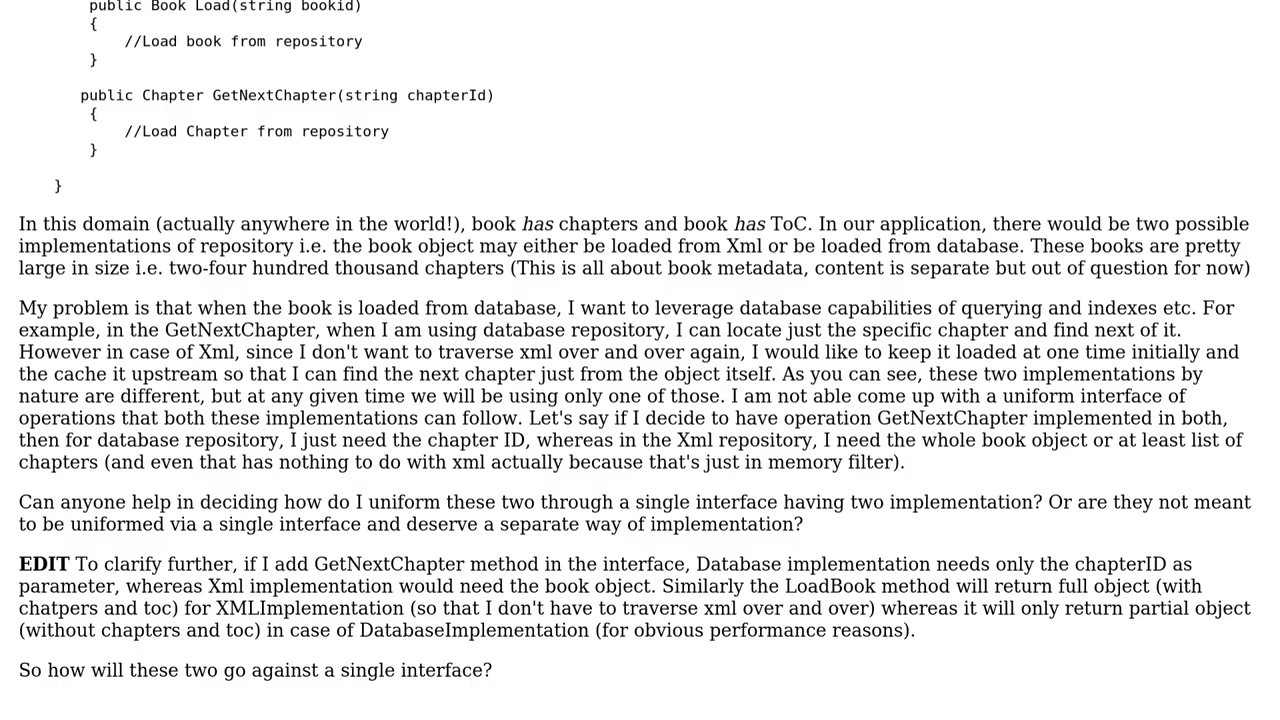 public Book Load(string bookid)
{
//Load book from repository
}
public Chapter GetNextChapter(string chapterId)
{
//Load Chapter from repository
}
}
In this domain (actually anywhere in the world!), book has chapters and book has ToC. In our application, there would be two possible
implementations of repository i.e. the book object may either be loaded from Xml or be loaded from database. These books are pretty
large in size i.e. two-four hundred thousand chapters (This is all about book metadata, content is separate but out of question for now)
My problem is that when the book is loaded from database, I want to leverage database capabilities of querying and indexes etc. For
example, in the GetNextChapter, when I am using database repository, I can locate just the specific chapter and find next of it.
However in case of Xml, since I don't want to traverse xml over and over again, I would like to keep it loaded at one time initially and
the cache it upstream so that I can find the next chapter just from the object itself. As you can see, these two implementations by
nature are different, but at any given time we will be using only one of those. I am not able come up with a uniform interface of
operations that both these implementations can follow. Let's say if I decide to have operation GetNextChapter implemented in both,
then for database repository, I just need the chapter ID, whereas in the Xml repository, I need the whole book object or at least list of
chapters (and even that has nothing to do with xml actually because that's just in memory filter).
Can anyone help in deciding how do I uniform these two through a single interface having two implementation? Or are they not meant
to be uniformed via a single interface and deserve a separate way of implementation?
EDIT To clarify further, if I add GetNextChapter method in the interface, Database implementation needs only the chapterID as
parameter, whereas Xml implementation would need the book object. Similarly the LoadBook method will return full object (with
chatpers and toc) for XMLImplementation (so that I don't have to traverse xml over and over) whereas it will only return partial object
(without chapters and toc) in case of DatabaseImplementation (for obvious performance reasons).
So how will these two go against a single interface?